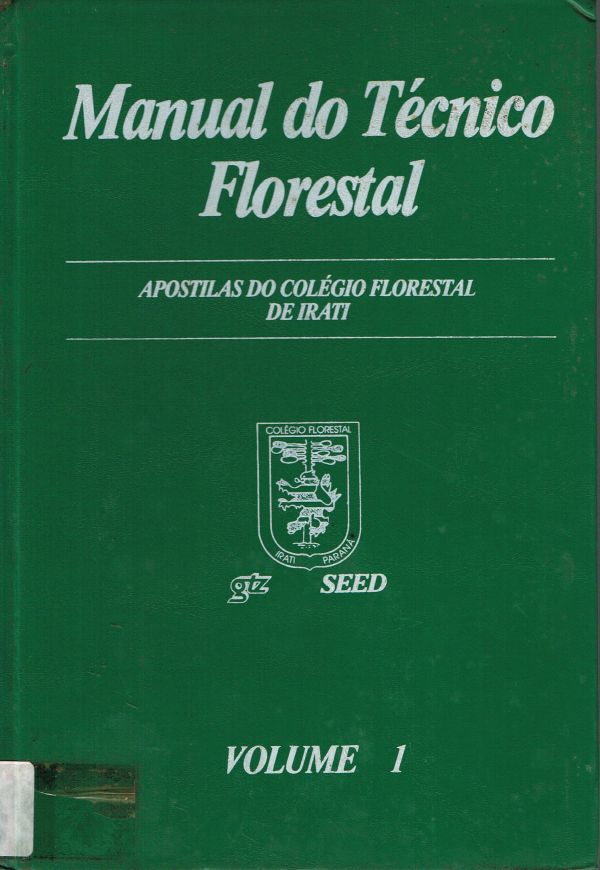 Manual do Técnico
Florestal
APOSTILAS DO COLÉGIO FLORESTAL
DE IRATI
COLÉGIO FLORESTAL
IRATI PARANÁ
gtz SEED
VOLUME 1